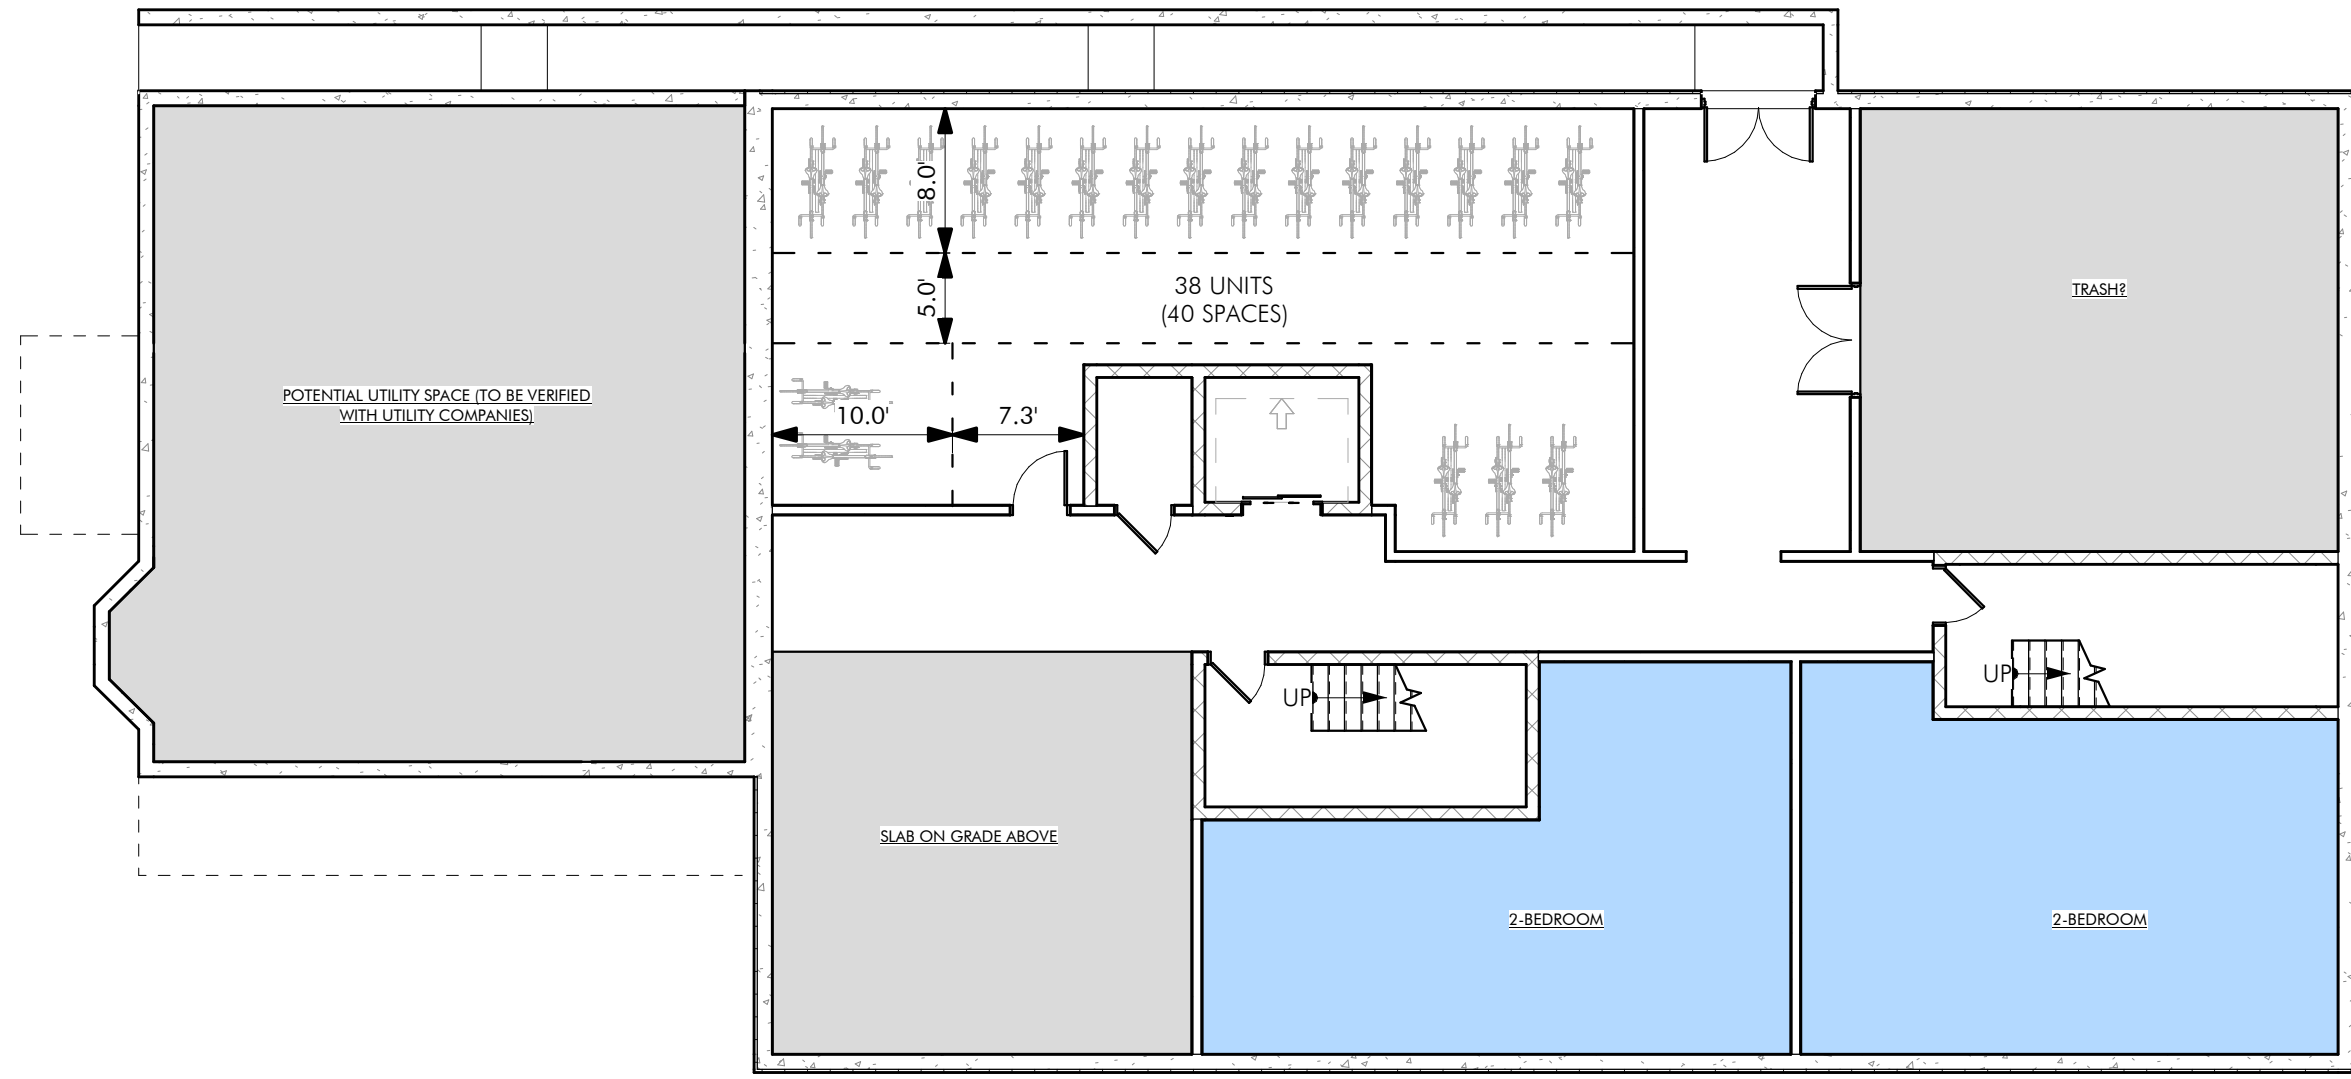 8.0'
5.0'
38 UNITS
(40 SPACES)
TRASH?
POTENTIAL UTILITY SPACE (TO BE VERIFIED
WITH UTILITY COMPANIES)
10.0'
7.3'
UP
UP
SLAB ON GRADE ABOVE
2-BEDROOM
2-BEDROOM